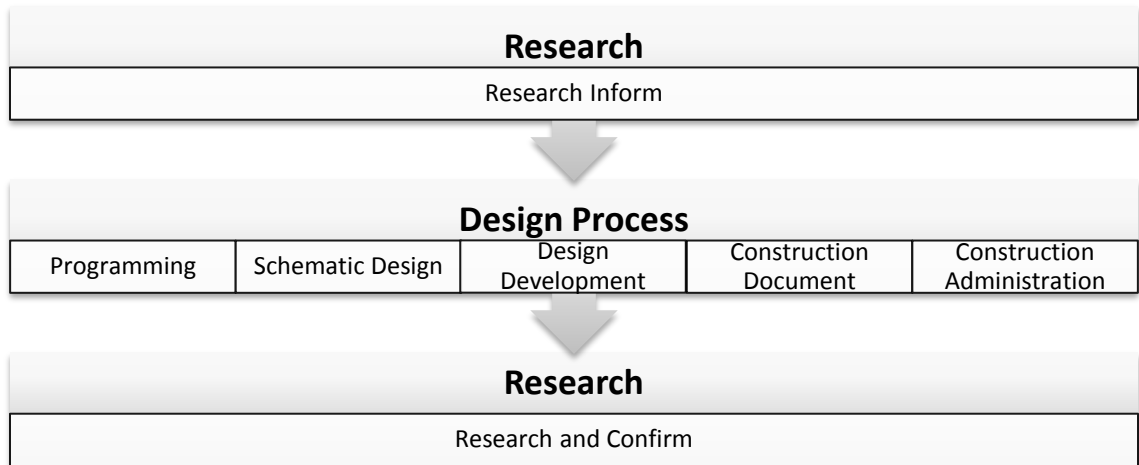 Research
Research Inform
Design Process
Programming
Schematic Design
Design
Development
Construction
Document
Construction
Administration
Research
Research and Confirm